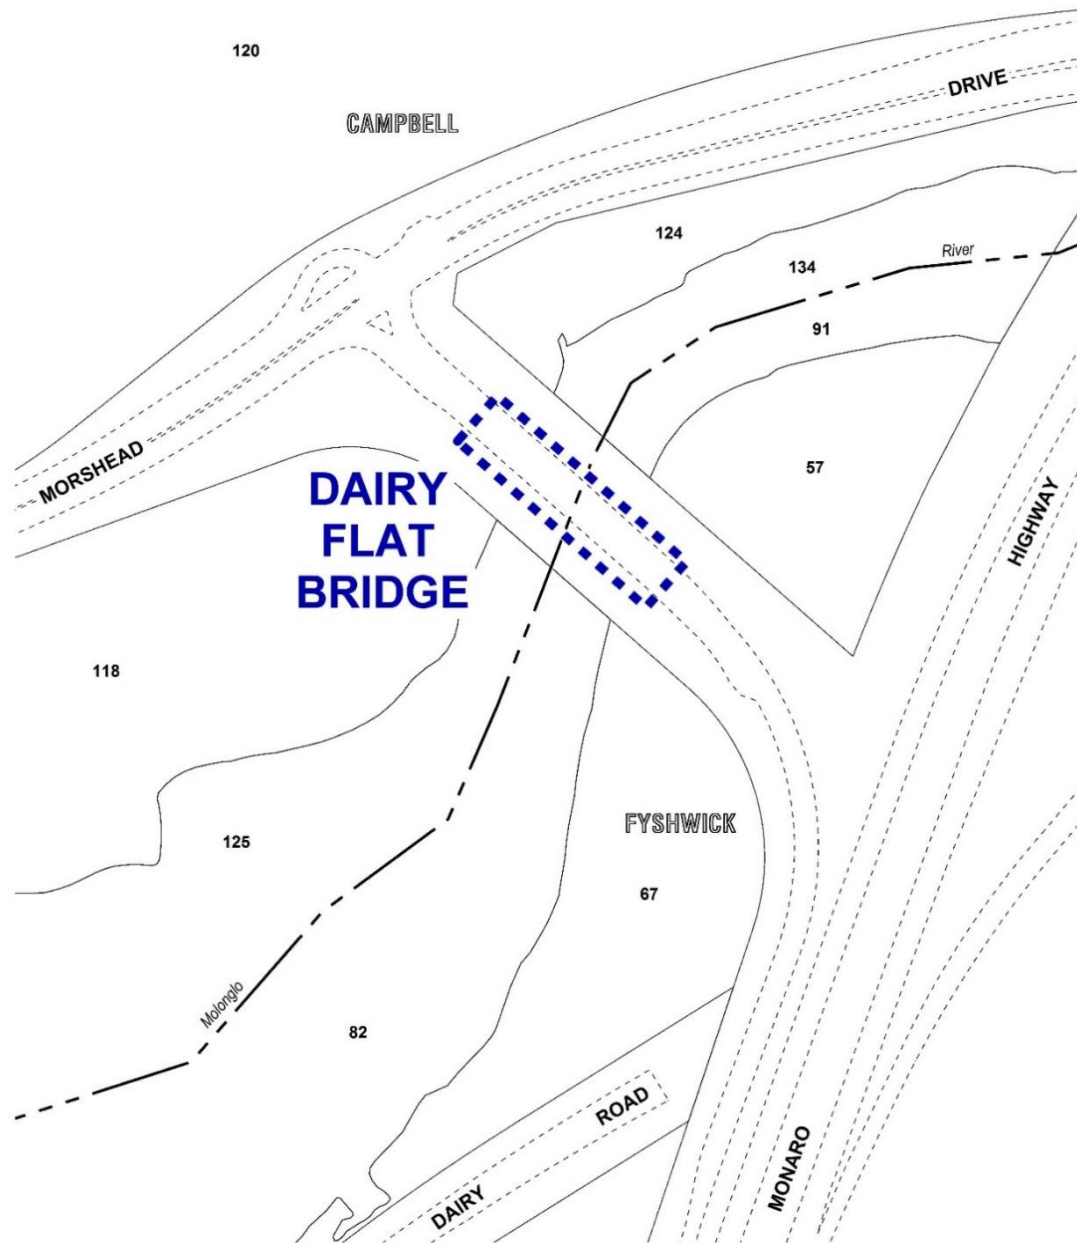 120
CAMPBELL
DRIVE
124
River
134
91
MORSHEAD
57
DAIRY
FLAT
BRIDGE
HIGHWAY
118
FYSHWICK
125
67
Molonglo
82
ROAD
DAIRY
MONARO